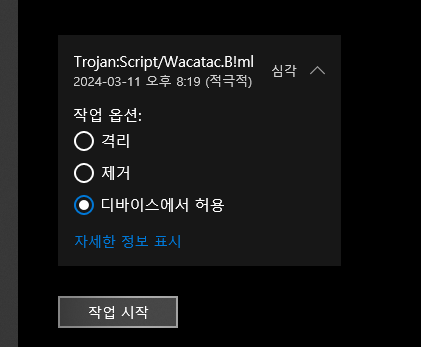 Trojan:Script/Wacatac.B!ml
2024-03-11 오후 8:19 (적극적)
심각
작업 옵션:
격리
제거
디바이스에서 허용
자세한 정보 표시
작업 시작